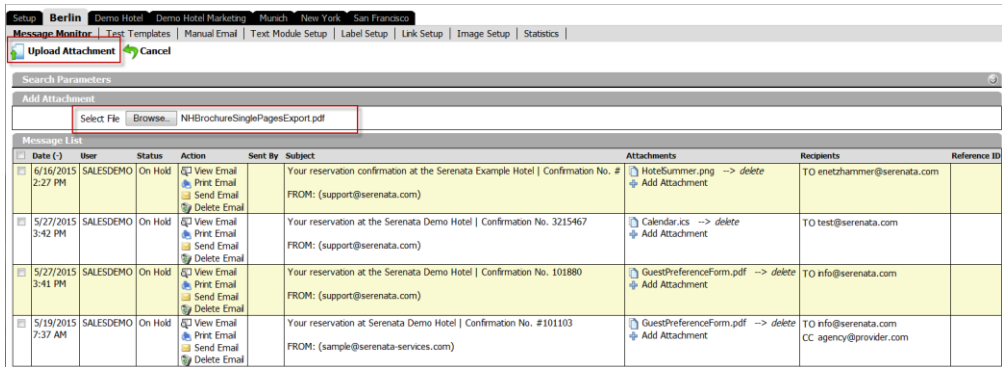 Setup Berlin Demo Hotel Demo Hotel Marketing Munich New York San Francisco
Message Monitor | Test Templates | Manual Email | Text Module Setup | Label Setup | Link Setup | Image Setup | Statistics |
Upload Attachment Cancel
Search Parameters
Add Attachment
Select File Browse.. NHBrochureSinglePagesExport.pdf
Message List
Date (-) User Status Action Sent By Subject Attachments Recipients Reference ID
6/16/2015 SALESDEMO On Hold View Email Your reservation confirmation at the Serenata Example Hotel | Confirmation No. # HotelSummer.png --> delete TO enetzhammer@serenata.com
2:27 PM Print Email Add Attachment
Send Email FROM: (support@serenata.com)
Delete Email
5/27/2015 SALESDEMO On Hold View Email Your reservation at the Serenata Demo Hotel | Confirmation No. 3215467 Calendar.ics --> delete TO test@serenata.com
3:42 PM Print Email Add Attachment
Send Email FROM: (support@serenata.com)
Delete Email
5/27/2015 SALESDEMO On Hold View Email Your reservation at the Serenata Demo Hotel | Confirmation No. 101880 GuestPreferenceForm.pdf --> delete TO info@serenata.com
3:41 PM Print Email Add Attachment
Send Email FROM: (support@serenata.com)
Delete Email
5/19/2015 SALESDEMO On Hold View Email Your reservation at Serenata Demo Hotel | Confirmation No. #101103 GuestPreferenceForm.pdf --> delete TO info@serenata.com
7:37 AM Print Email Add Attachment CC agency@provider.com
Send Email FROM: (sample@serenata-services.com)
Delete Email